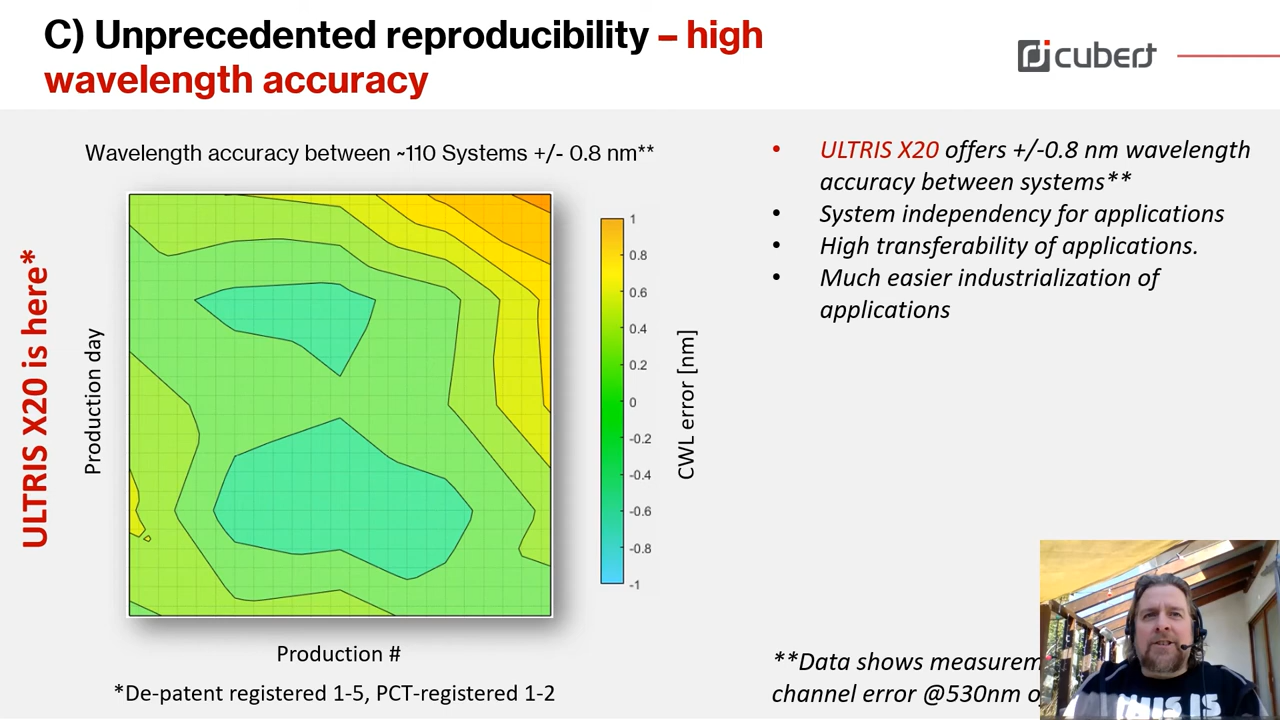 C) Unprecedented reproducibility – high
wavelength accuracy
cubert
Wavelength accuracy between ~110 Systems +/- 0.8 nm**
ULTRIS X20 is here*
Production day
1
0.8
0.6
0.4
0.2
0
-0.2
-0.4
-0.6
-0.8
-1
CWL error [nm]
Production #
*De-patent registered 1-5, PCT-registered 1-2
• ULTRIS X20 offers +/-0.8 nm wavelength
accuracy between systems**
• System independency for applications
• High transferability of applications.
• Much easier industrialization of
applications
**Data shows
channel error @530nm
THIS IS